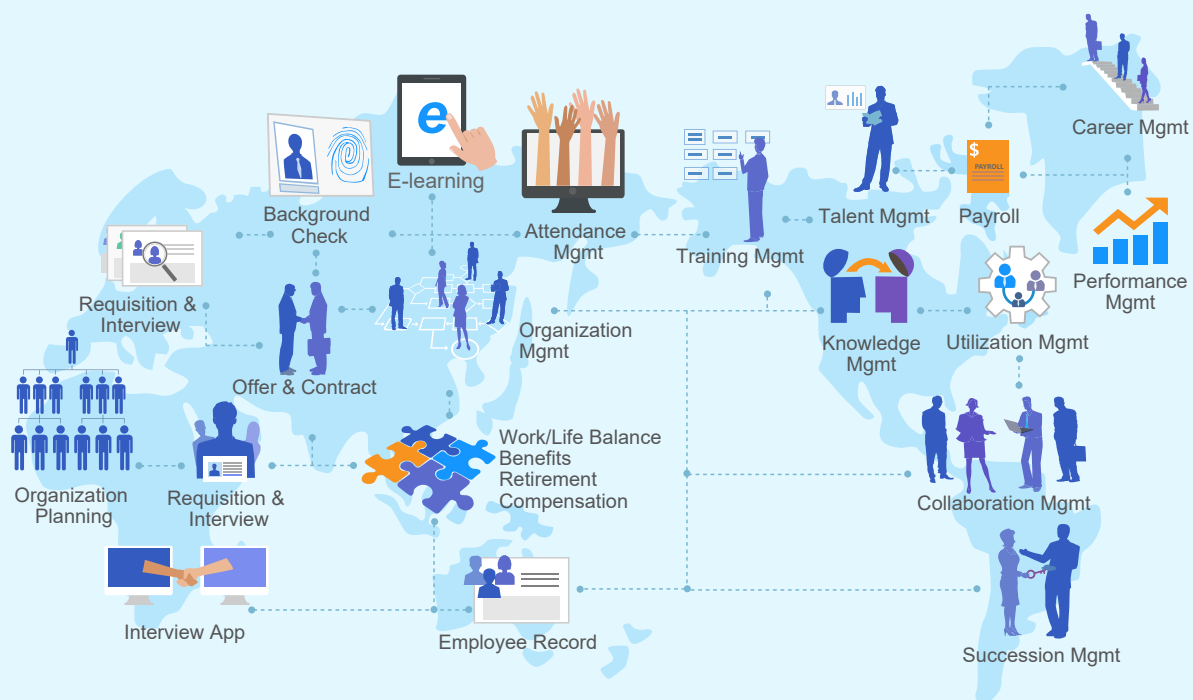 Career Mgmt
e
E-learning
$
PAYROLL
Background
Check
Attendance
Mgmt
Talent Mgmt
Payroll
Training Mgmt
Performance
Mgmt
Requisition &
Interview
Organization
Mgmt
Knowledge
Mgmt
Utilization Mgmt
Offer & Contract
Work/Life Balance
Benefits
Retirement
Compensation
Organization
Planning
Requisition &
Interview
Collaboration Mgmt
Interview App
Employee Record
Succession Mgmt